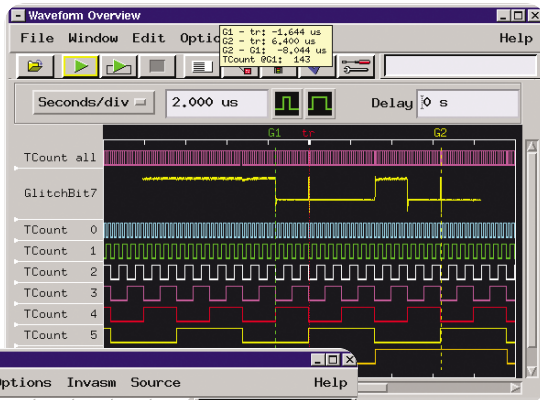 Waveform Overview
File Window Edit Optio Help
G1 - tr: -1.644 us
G2 - tr: 6.400 us
G2 - G1: -8.044 us
TCount @G1: 143
Seconds/div 2.000 us Delay 0 s
G1 tr G2
TCount all
GlitchBit7
TCount 0
TCount 1
TCount 2
TCount 3
TCount 4
TCount 5
Options Invasm Source Help